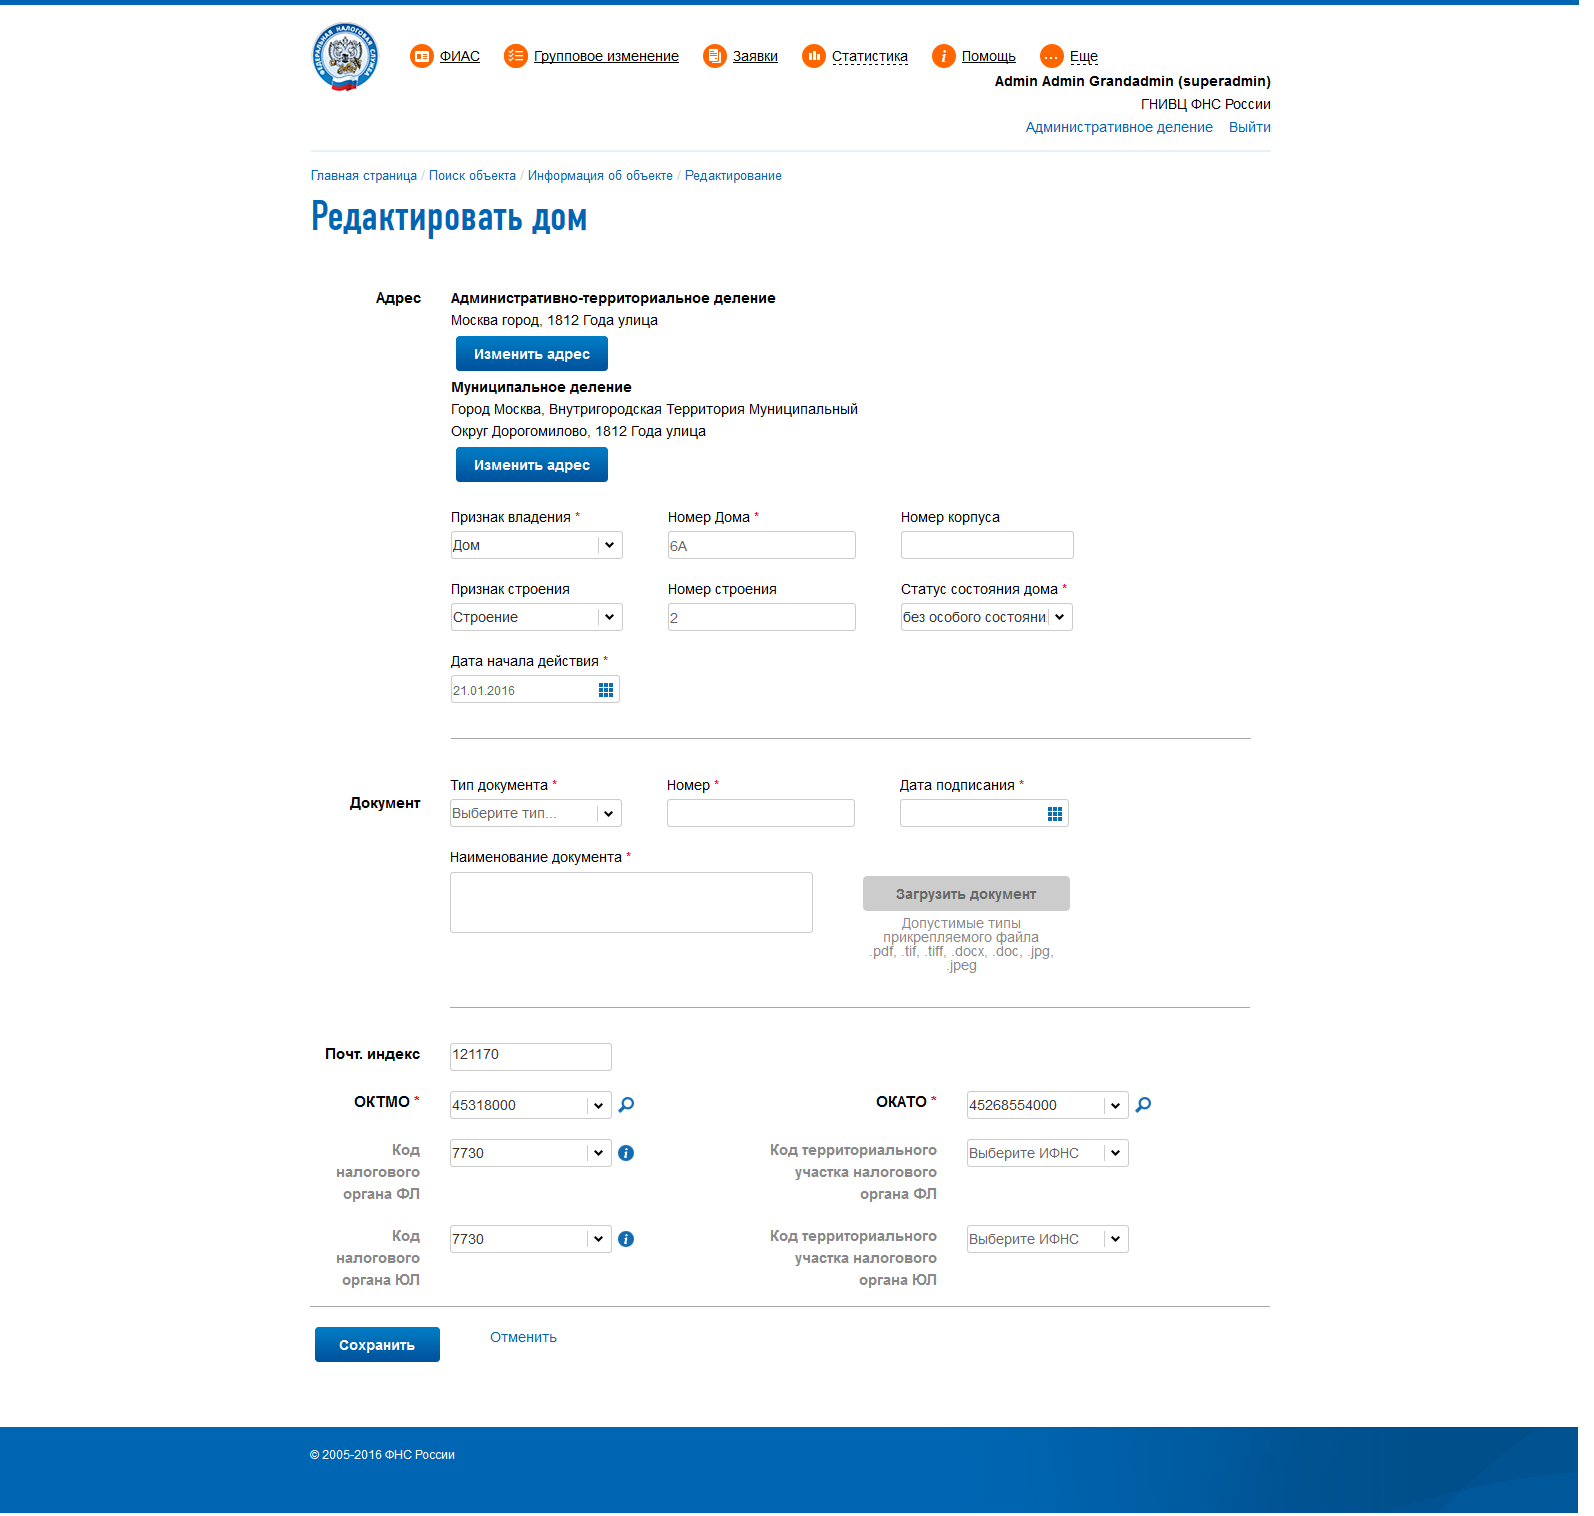 ФЕДЕРАЛЬНАЯ НАЛОГОВАЯ СЛУЖБА
ФИАС Групповое изменение Заявки Статистика Помощь Еще
Admin Admin Grandadmin (superadmin)
ГНИВЦ ФНС России
Административное деление Выйти
Главная страница / Поиск объекта / Информация об объекте / Редактирование
Редактировать дом
Адрес Административно-территориальное деление
Москва город, 1812 Года улица
Изменить адрес
Муниципальное деление
Город Москва, Внутригородская Территория Муниципальный
Округ Дорогомилово, 1812 Года улица
Изменить адрес
Признак владения * Номер Дома * Номер корпуса
Дом 6А
Признак строения Номер строения Статус состояния дома *
Строение 2 без особого состояни
Дата начала действия *
21.01.2016
Тип документа * Номер * Дата подписания *
Документ Выберите тип...
Наименование документа *
Загрузить документ
Допустимые типы
прикрепляемого файла
.pdf, .tif, .tiff, .docx, .doc, .jpg,
.jpeg
Почт. индекс 121170
ОКТМО * 45318000 ОКАТО * 45268554000
Код 7730 Код территориального Выберите ИФНС
налогового участка налогового
органа ФЛ органа ФЛ
Код 7730 Код территориального Выберите ИФНС
налогового участка налогового
органа ЮЛ органа ЮЛ
Сохранить Отменить
© 2005-2016 ФНС России